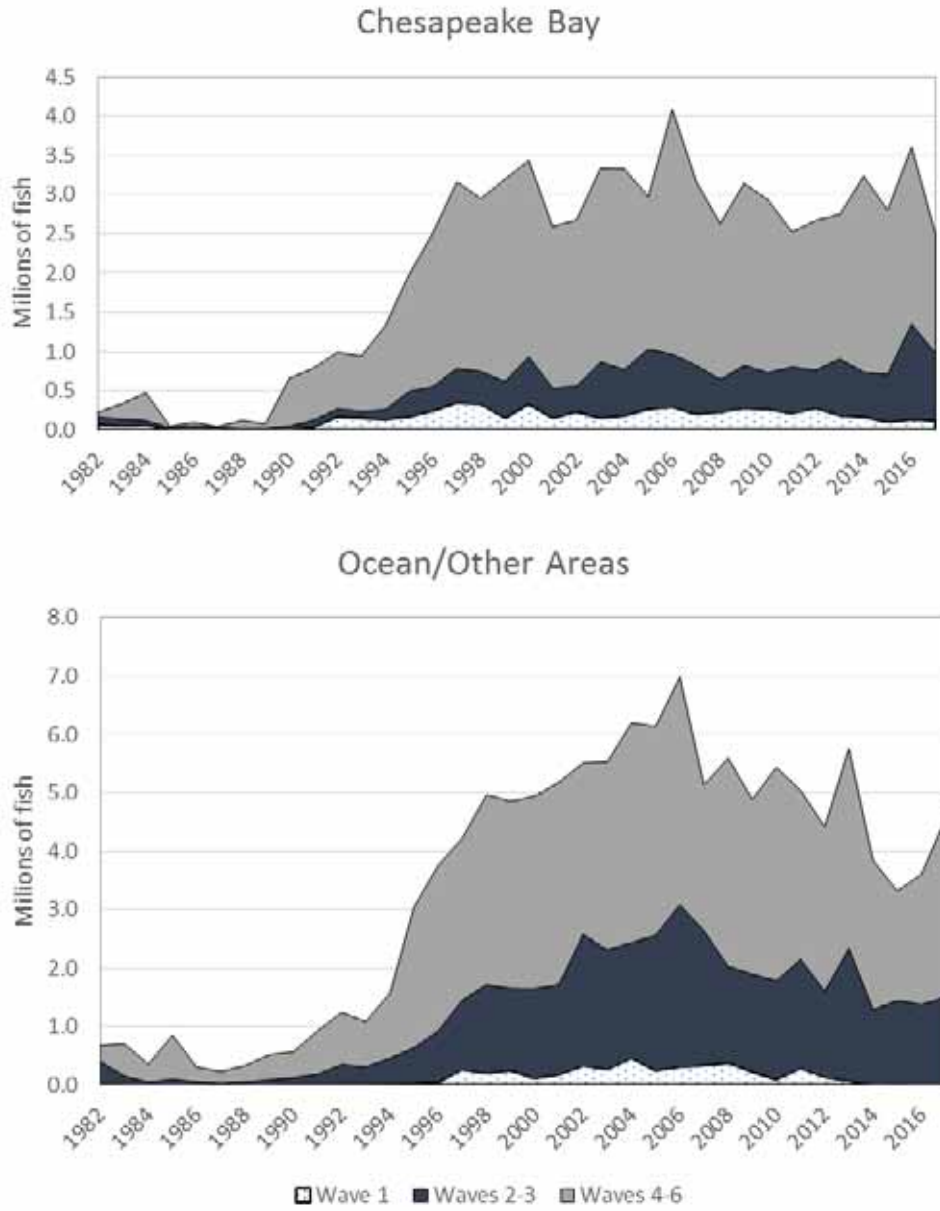 Chesapeake Bay
4.5
4.0
3.5
3.0
2.5
2.0
1.5
1.0
0.5
0.0
Milions of fish
1982 1984 1986 1988 1990 1992 1994 1996 1998 2000 2002 2004 2006 2008 2010 2012 2014 2016
Ocean/Other Areas
8.0
7.0
6.0
5.0
4.0
3.0
2.0
1.0
0.0
Milions of fish
1982 1984 1986 1988 1990 1992 1994 1996 1998 2000 2002 2004 2006 2008 2010 2012 2014 2016
Wave 1 Waves 2-3 Waves 4-6